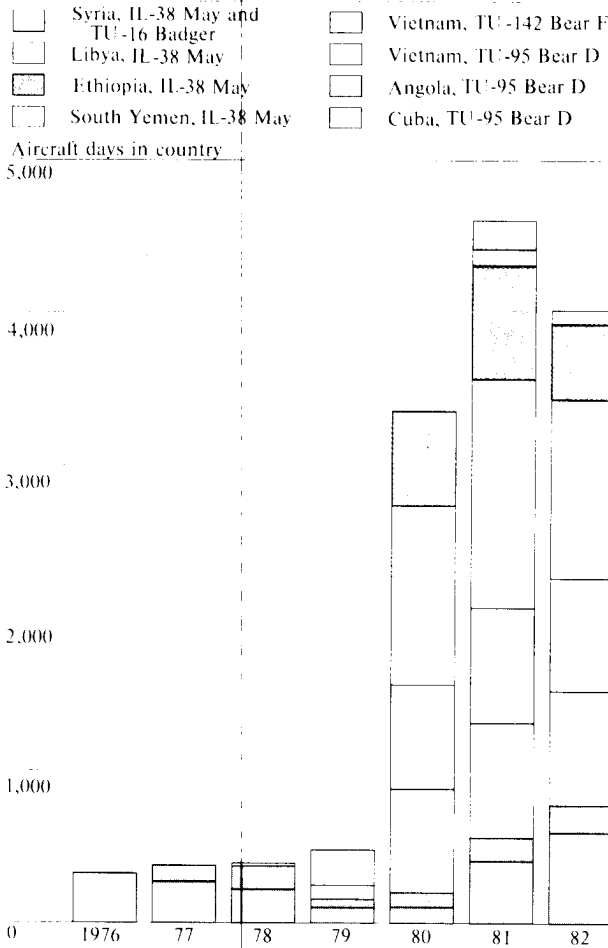 Syria, IL-38 May and
TU-16 Badger
Libya, IL-38 May
Ethiopia, IL-38 May
South Yemen, IL-38 May
Vietnam, TU-142 Bear F
Vietnam, TU-95 Bear D
Angola, TU-95 Bear D
Cuba, TU-95 Bear D
Aircraft days in country
5,000
4,000
3,000
2,000
1,000
0
1976 77 78 79 80 81 82